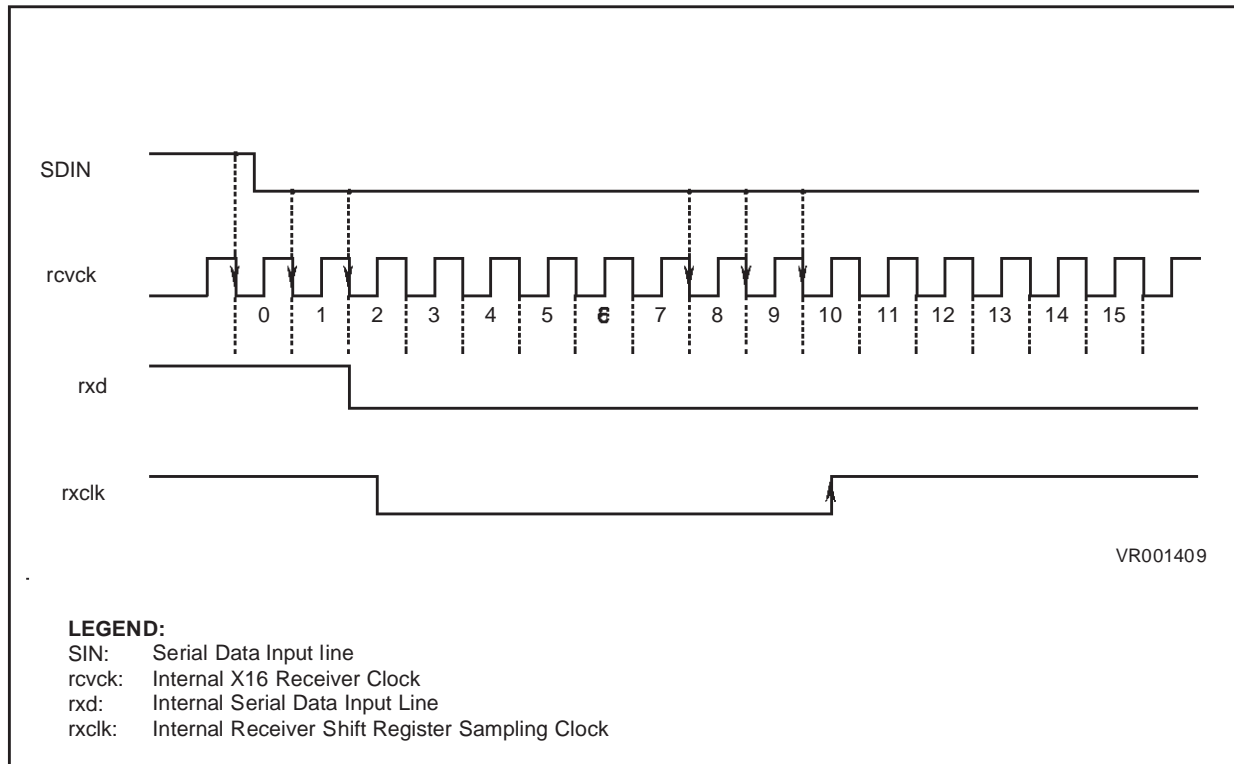 SDIN
rcvck
0 1 2 3 4 5 6 7 8 9 10 11 12 13 14 15
rxd
rxclk
VR001409
LEGEND:
SIN: Serial Data Input line
rcvck: Internal X16 Receiver Clock
rxd: Internal Serial Data Input Line
rxclk: Internal Receiver Shift Register Sampling Clock